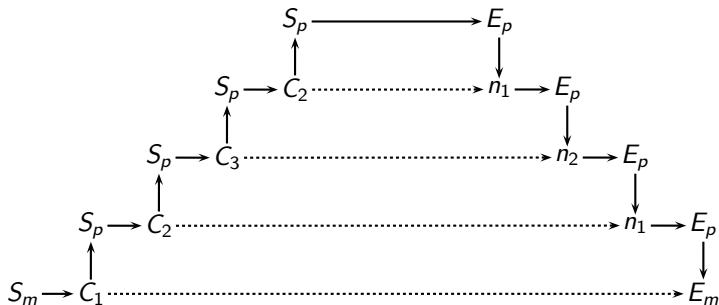 S_p E_p
S_p C_2 n_1 E_p
S_p C_3 n_2 E_p
S_p C_2 n_1 E_p
S_m C_1 E_m